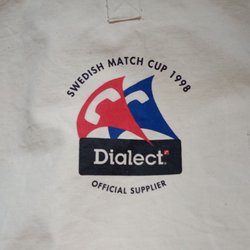 SWEDISH MATCH CUP 1998
Dialect
OFFICIAL SUPPLIER